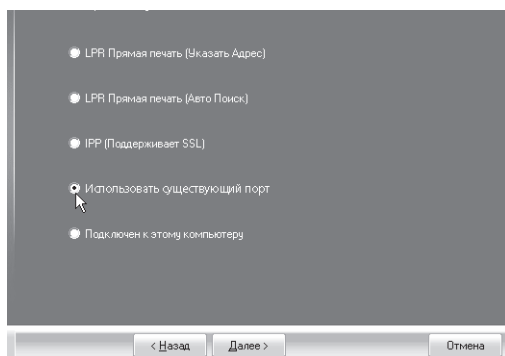 LPR Прямая печать (Указать Адрес)
LPR Прямая печать (Авто Поиск)
IPP (Поддерживает SSL)
Использовать существующий порт
Подключен к этому компьютеру
< Назад Далее > Отмена